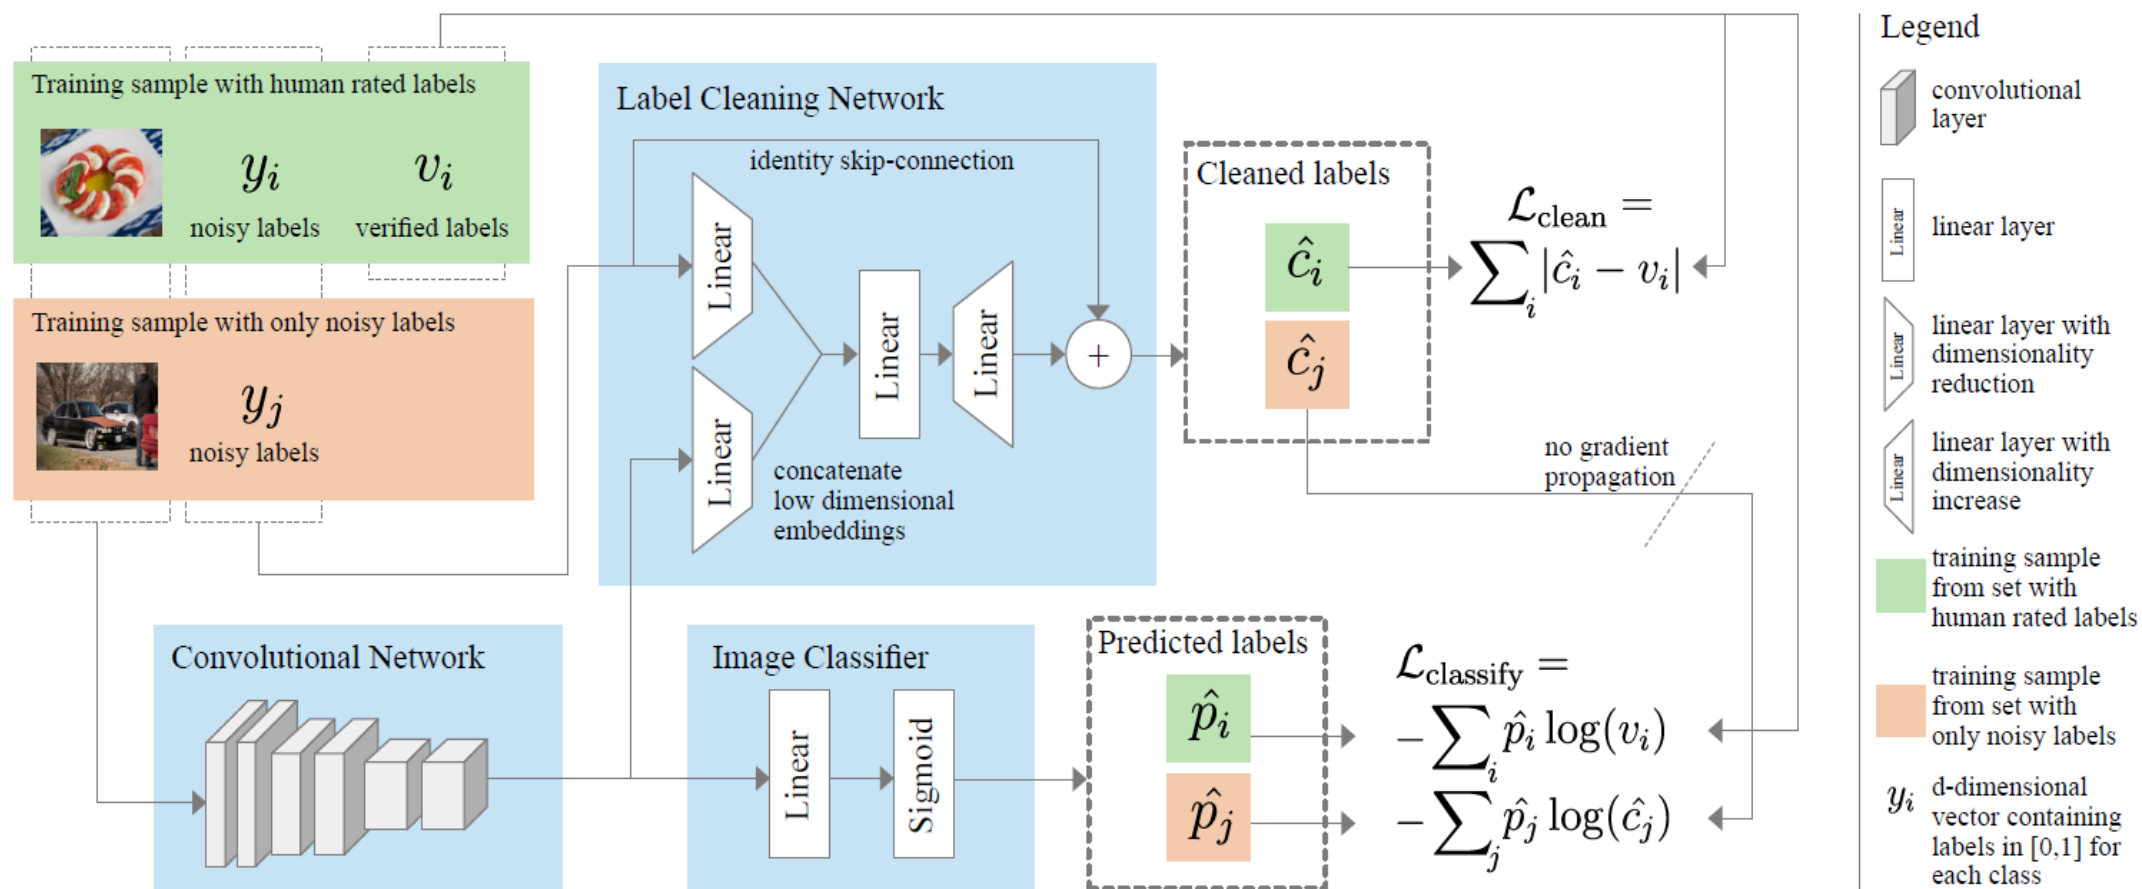 Training sample with human rated labels
y_i
v_i
noisy labels
verified labels
Training sample with only noisy labels
y_j
noisy labels
Label Cleaning Network
identity skip-connection
Linear
Linear
Linear
Linear
+
concatenate
low dimensional
embeddings
Cleaned labels
ĉ_i
ĉ_j
ℒ_clean =
∑_i |ĉ_i − v_i|
no gradient
propagation
Convolutional Network
Image Classifier
Linear
Sigmoid
Predicted labels
p̂_i
p̂_j
ℒ_classify =
− ∑_i p̂_i log(v_i)
− ∑_j p̂_j log(ĉ_j)
Legend
convolutional
layer
Linear
linear layer
Linear
linear layer with
dimensionality
reduction
Linear
linear layer with
dimensionality
increase
training sample
from set with
human rated labels
training sample
from set with
only noisy labels
y_i
d-dimensional
vector containing
labels in [0,1] for
each class